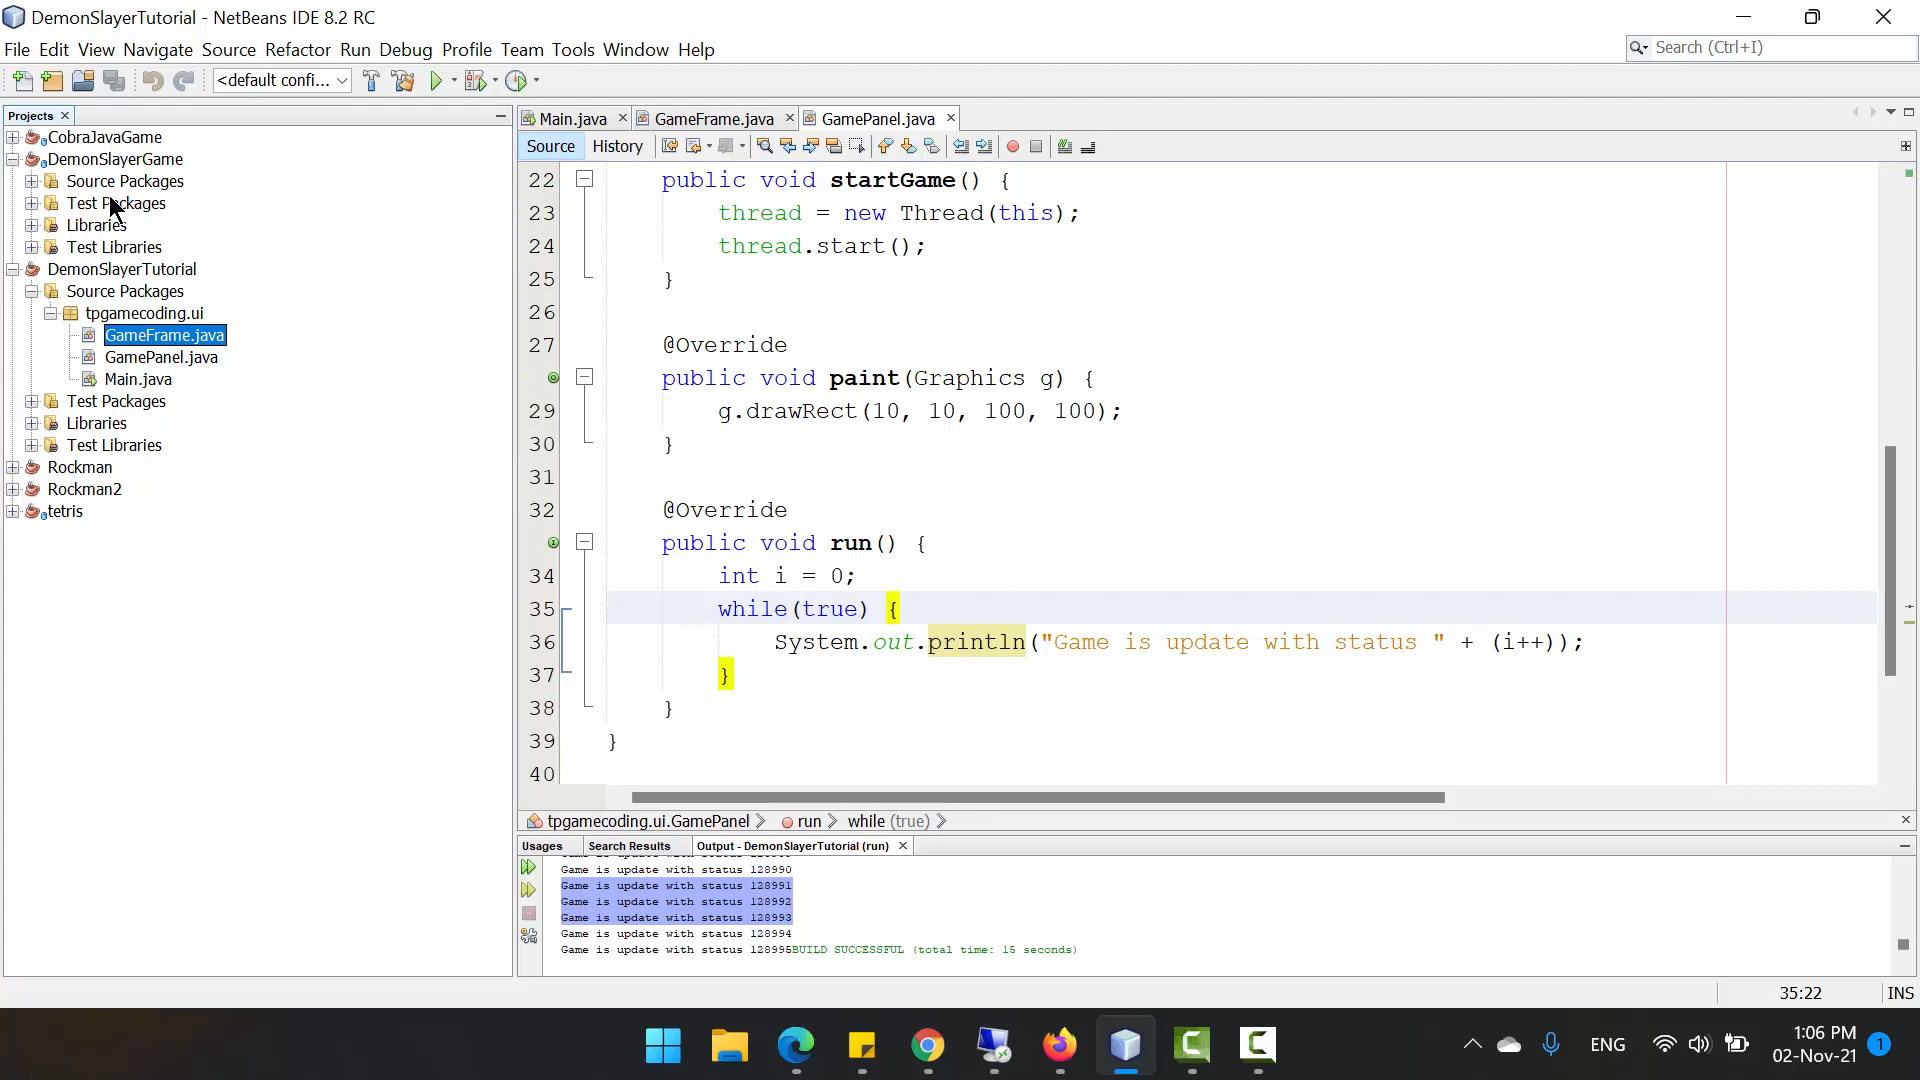 DemonSlayerTutorial - NetBeans IDE 8.2 RC
File Edit View Navigate Source Refactor Run Debug Profile Team Tools Window Help
Search (Ctrl+I)
<default confi...
Projects
CobraJavaGame
DemonSlayerGame
Source Packages
Test Packages
Libraries
Test Libraries
DemonSlayerTutorial
Source Packages
tpgamecoding.ui
GameFrame.java
GamePanel.java
Main.java
Test Packages
Libraries
Test Libraries
Rockman
Rockman2
tetris
Main.java GameFrame.java GamePanel.java
Source History
22 public void startGame() {
23 thread = new Thread(this);
24 thread.start();
25 }
26
27 @Override
public void paint(Graphics g) {
29 g.drawRect(10, 10, 100, 100);
30 }
31
32 @Override
public void run() {
34 int i = 0;
35 while(true) {
36 System.out.println("Game is update with status " + (i++));
37 }
38 }
39 }
40
tpgamecoding.ui.GamePanel run while (true)
Usages Search Results Output - DemonSlayerTutorial (run)
Game is update with status 128990
Game is update with status 128991
Game is update with status 128992
Game is update with status 128993
Game is update with status 128994
Game is update with status 128995BUILD SUCCESSFUL (total time: 15 seconds)
35:22 INS
ENG
1:06 PM
02-Nov-21
1